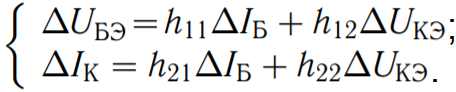 ΔU_БЭ = h₁₁ΔI_Б + h₁₂ΔU_КЭ;
ΔI_К = h₂₁ΔI_Б + h₂₂ΔU_КЭ.